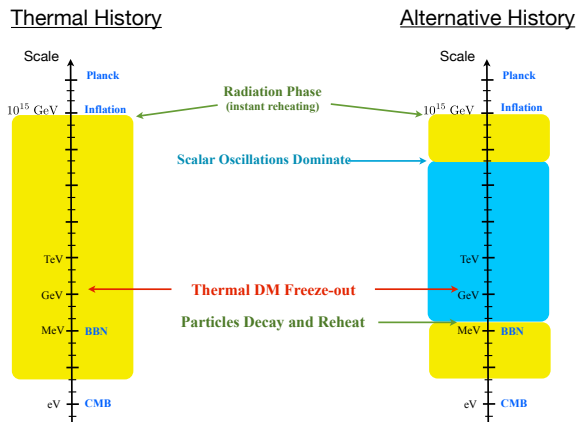 Thermal History
Alternative History
Scale
Scale
Planck
Planck
Radiation Phase
(instant reheating)
10^15 GeV
Inflation
10^15 GeV
Inflation
Scalar Oscillations Dominate
TeV
TeV
Thermal DM Freeze-out
GeV
GeV
Particles Decay and Reheat
MeV
BBN
MeV
BBN
eV
CMB
eV
CMB